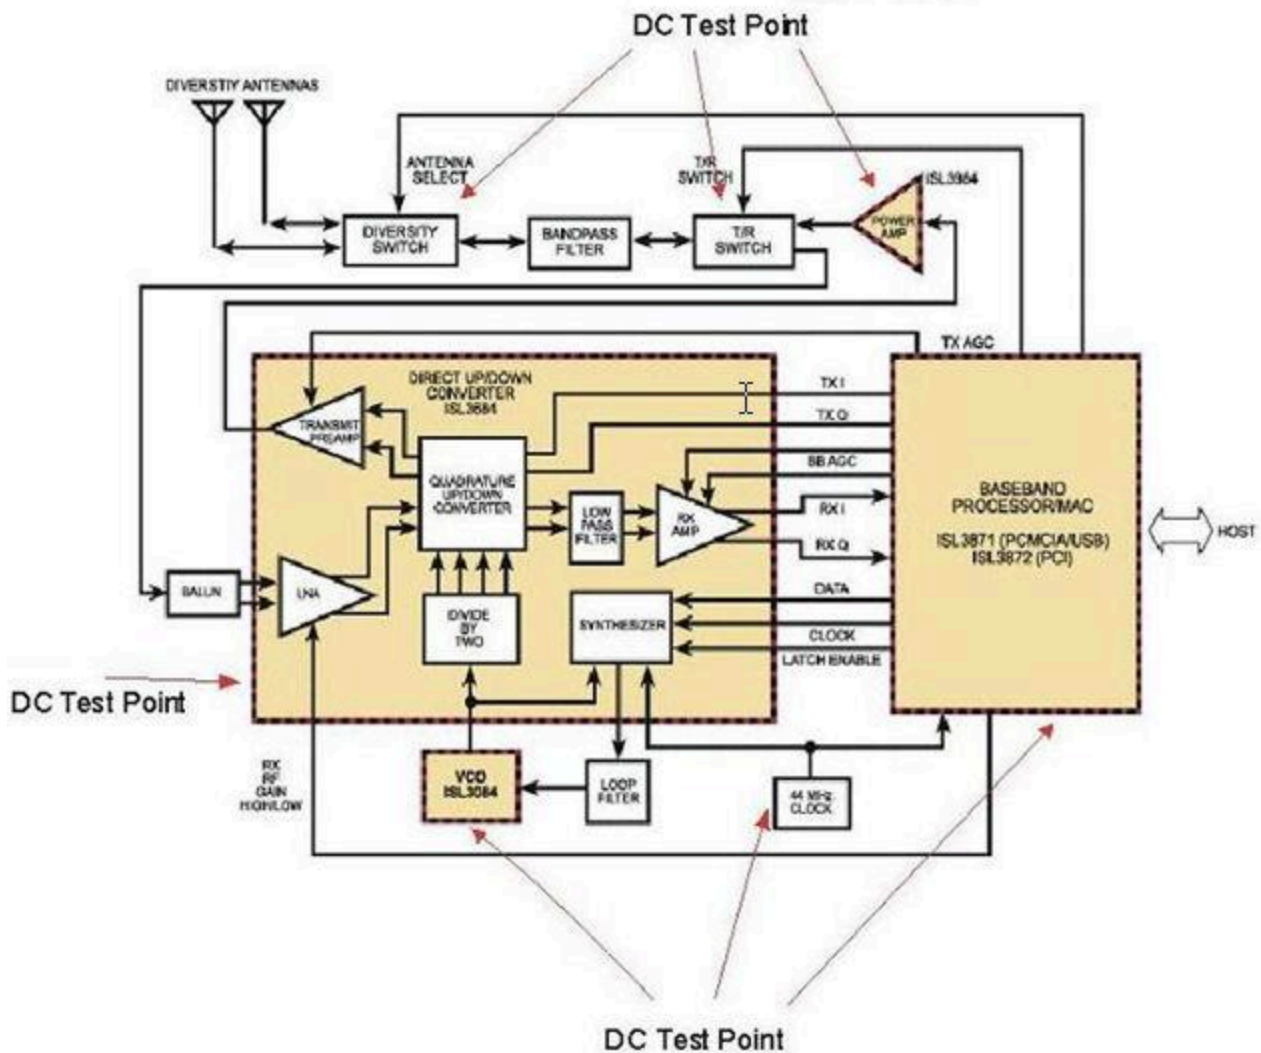 DC Test Point
DIVERSTIY ANTENNAS
ANTENNA
SELECT
T/R
SWITCH
ISL3984
DIVERSITY
SWITCH
BANDPASS
FILTER
T/R
SWITCH
POWER
AMP
TX AGC
DIRECT UP/DOWN
CONVERTER
ISL3684
TX I
TRANSMIT
PREAMP
TX Q
BB AGC
QUADRATURE
UP/DOWN
CONVERTER
LOW
PASS
FILTER
RX
AMP
RX I
RX Q
BASEBAND
PROCESSOR/MAC
ISL3871 (PCMCIA/USB)
ISL3872 (PCI)
HOST
BALUN
LNA
DIVIDE
BY
TWO
SYNTHESIZER
DATA
CLOCK
LATCH ENABLE
DC Test Point
RX
RF
GAIN
HIGH/LOW
VCO
ISL3084
LOOP
FILTER
44 MHz
CLOCK
DC Test Point